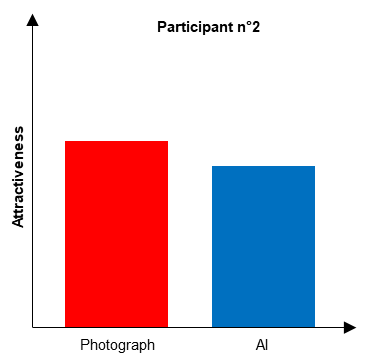 Participant n°2
Attractiveness
Photograph
AI